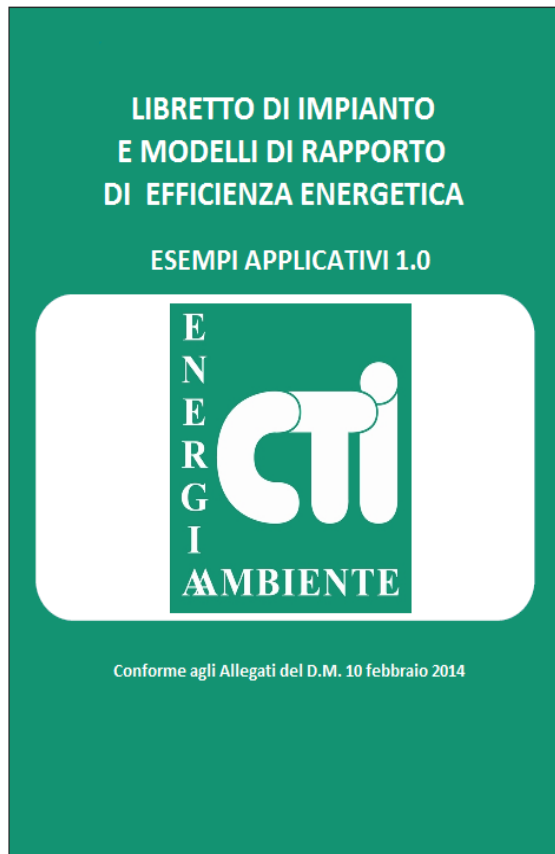 LIBRETTO DI IMPIANTO
E MODELLI DI RAPPORTO
DI EFFICIENZA ENERGETICA
ESEMPI APPLICATIVI 1.0
ENERGIA
CTI
AMBIENTE
Conforme agli Allegati del D.M. 10 febbraio 2014